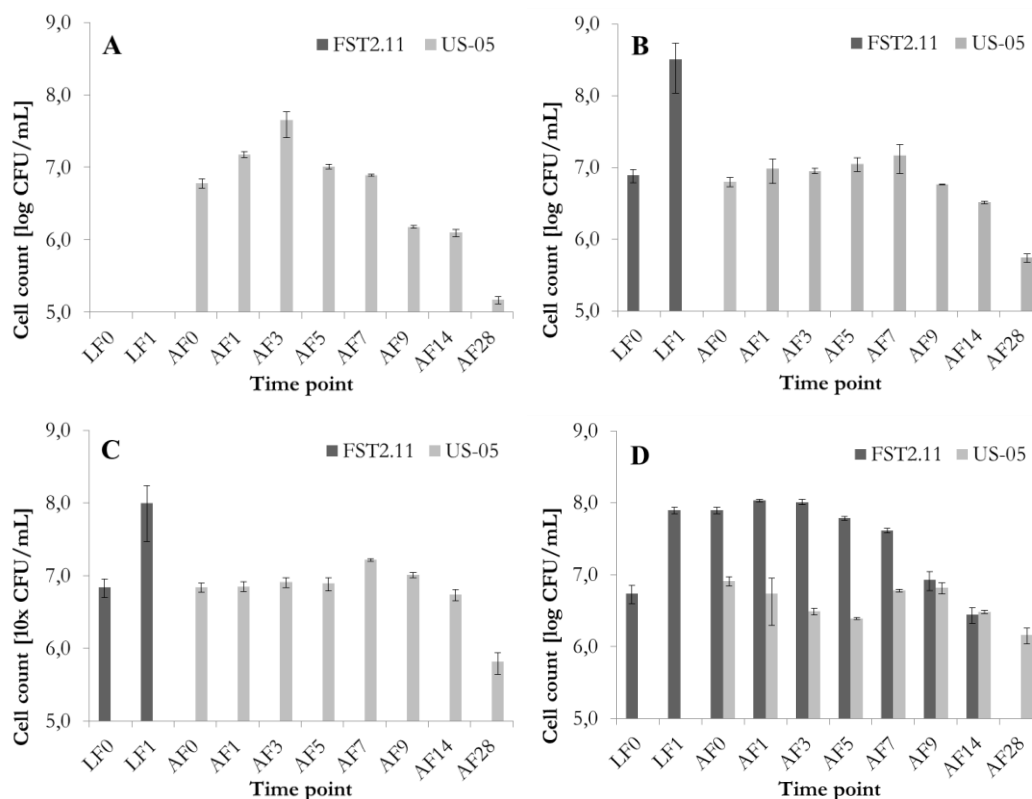 A
FST2.11 US-05
Cell count [log CFU/mL]
9,0
8,0
7,0
6,0
5,0
LF0 LF1 AF0 AF1 AF3 AF5 AF7 AF9 AF14 AF28
Time point
B
FST2.11 US-05
Cell count [log CFU/mL]
9,0
8,0
7,0
6,0
5,0
LF0 LF1 AF0 AF1 AF3 AF5 AF7 AF9 AF14 AF28
Time point
C
FST2.11 US-05
Cell count [10x CFU/mL]
9,0
8,0
7,0
6,0
5,0
LF0 LF1 AF0 AF1 AF3 AF5 AF7 AF9 AF14 AF28
Time point
D
FST2.11 US-05
Cell count [log CFU/mL]
9,0
8,0
7,0
6,0
5,0
LF0 LF1 AF0 AF1 AF3 AF5 AF7 AF9 AF14 AF28
Time point